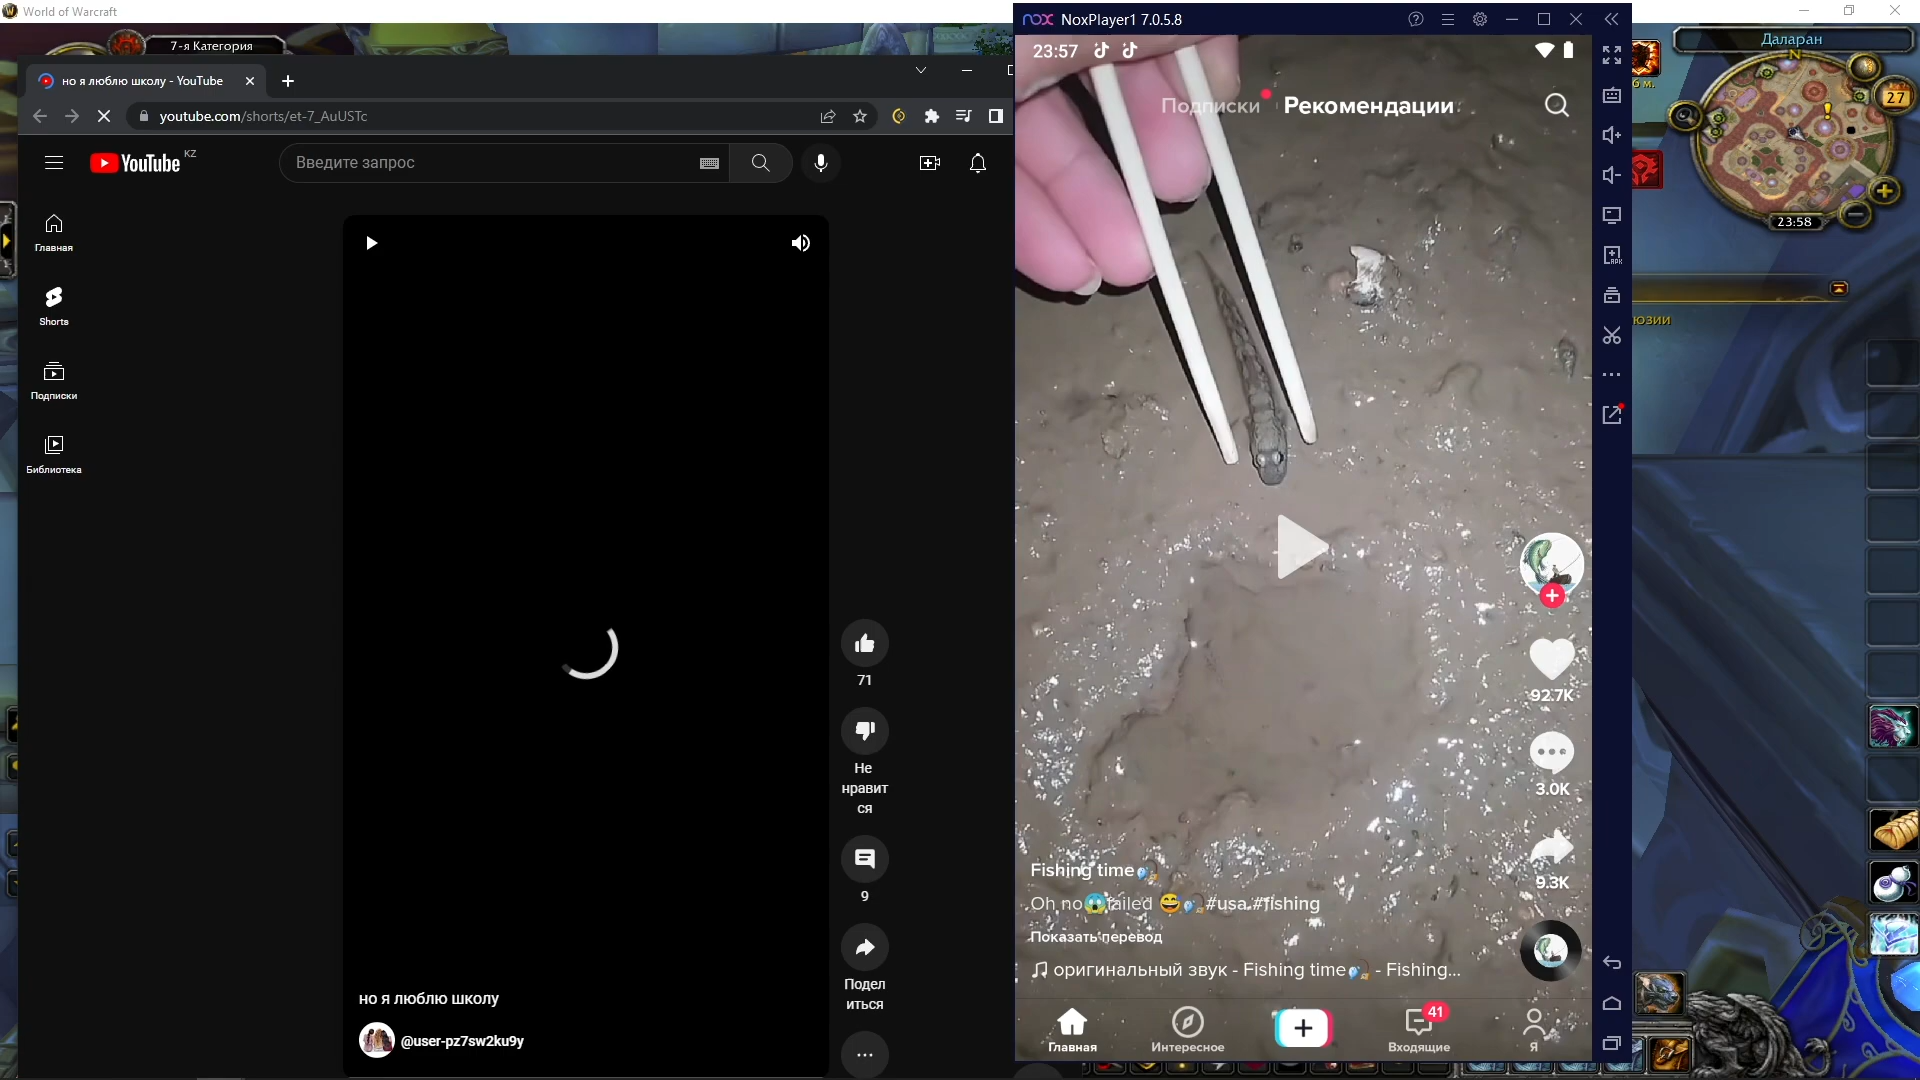 World of Warcraft
7-я Категория
но я люблю школу - YouTube
youtube.com/shorts/et-7_AuUSTc
YouTube KZ
Введите запрос
Главная
Shorts
Подписки
Библиотека
71
Не
нравит
ся
9
Подел
иться
но я люблю школу
@user-pz7sw2ku9y
nox NoxPlayer1 7.0.5.8
23:57
Подписки Рекомендации
92.7K
3.0K
9.3K
Fishing time
Oh no😱failed 😅🎣#usa #fishing
Показать перевод
оригинальный звук - Fishing time🎣 - Fishing...
Главная
Интересное
41
Входящие
Я
APK
Даларан
N
27
23:58